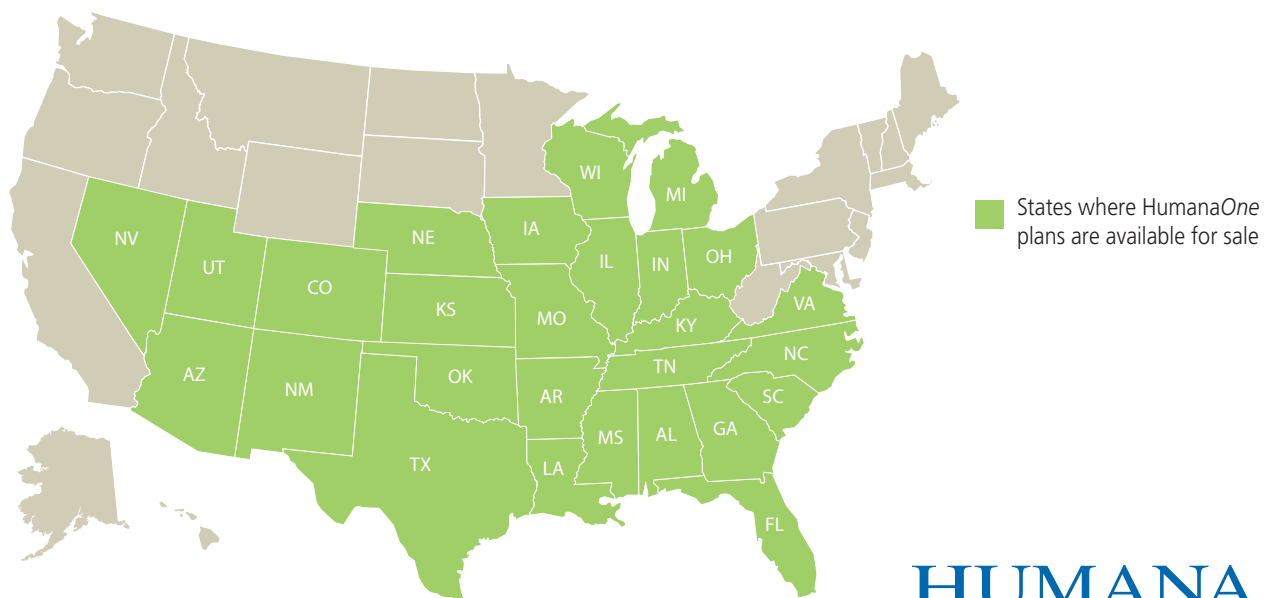 WI
MI
NV
NE
IA
UT
IL
IN
OH
CO
KS
MO
KY
VA
AZ
NM
OK
AR
TN
NC
SC
TX
LA
MS
AL
GA
FL
States where HumanaOne
plans are available for sale
HUMANA